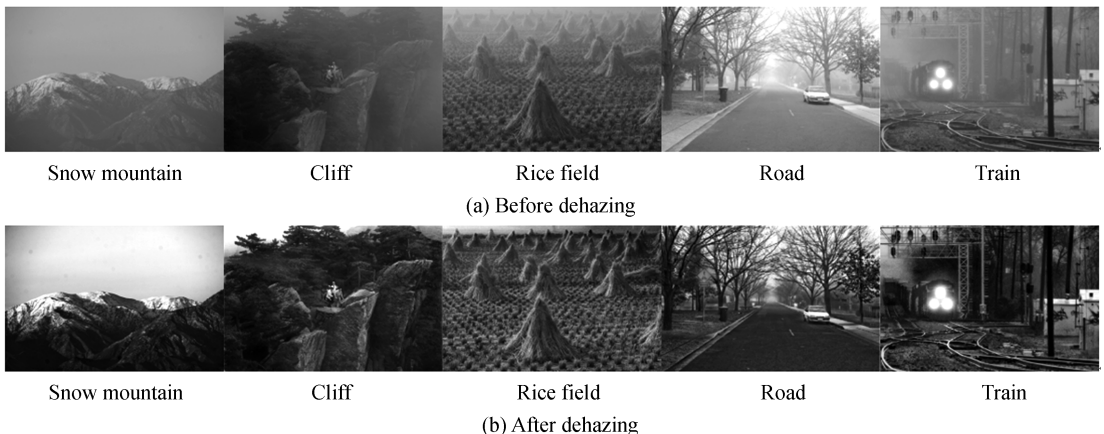 Snow mountain Cliff Rice field Road Train
(a) Before dehazing
Snow mountain Cliff Rice field Road Train
(b) After dehazing